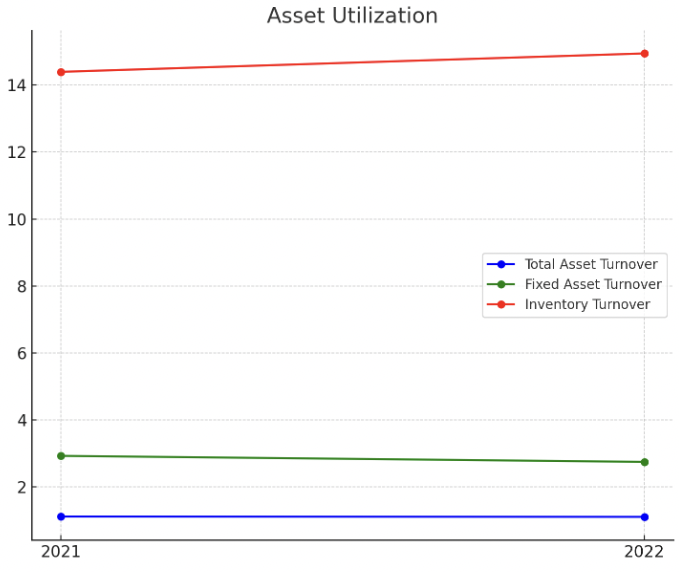 Asset Utilization
14
12
10
8
6
4
2
Total Asset Turnover
Fixed Asset Turnover
Inventory Turnover
2021
2022